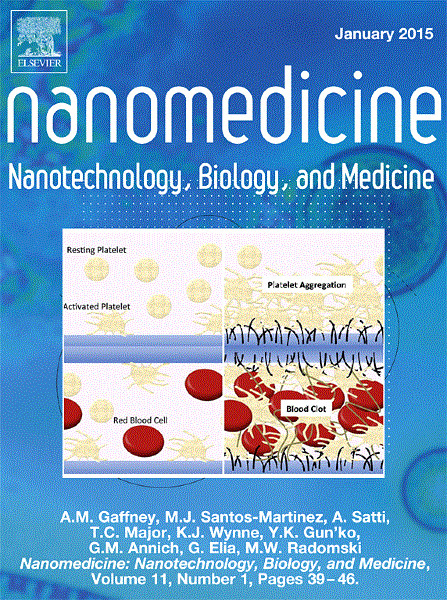 ELSEVIER
January 2015
nanomedicine
Nanotechnology, Biology, and Medicine
Resting Platelet
Activated Platelet
Platelet Aggregation
Red Blood Cell
Blood Clot
A.M. Gaffney, M.J. Santos-Martinez, A. Satti,
T.C. Major, K.J. Wynne, Y.K. Gun'ko,
G.M. Annich, G. Elia, M.W. Radomski
Nanomedicine: Nanotechnology, Biology, and Medicine,
Volume 11, Number 1, Pages 39–46.